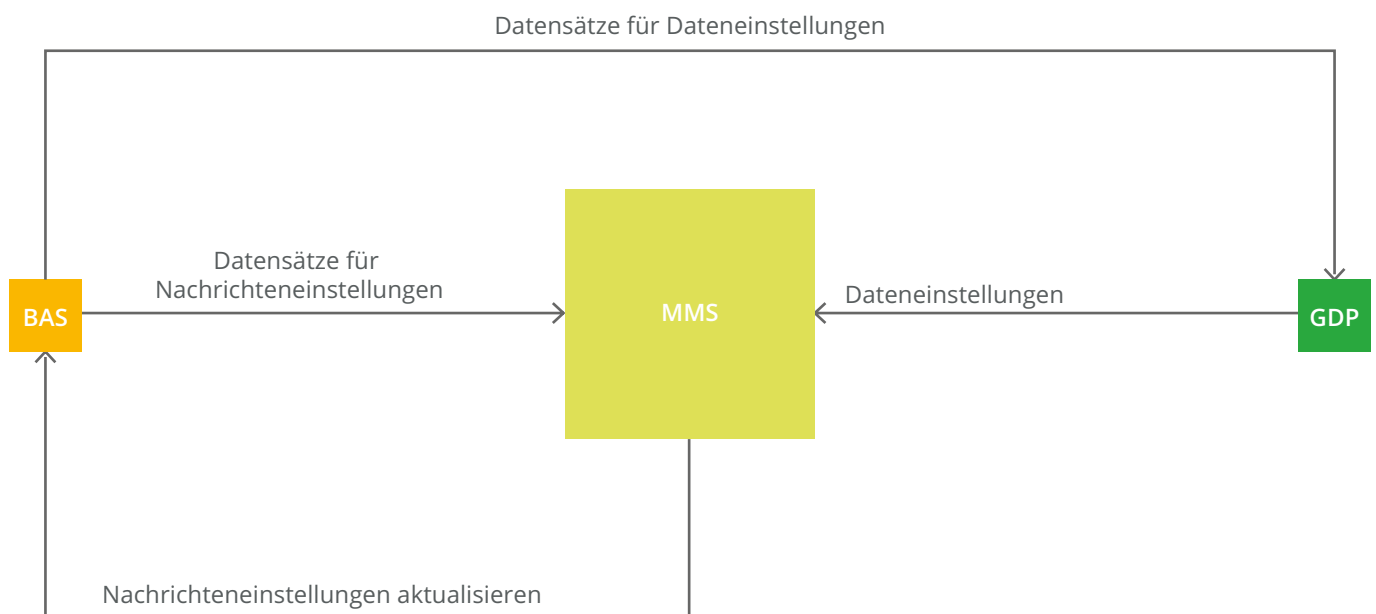 Datensätze für Dateneinstellungen
Datensätze für
Nachrichteneinstellungen
Dateneinstellungen
BAS
MMS
GDP
Nachrichteneinstellungen aktualisieren